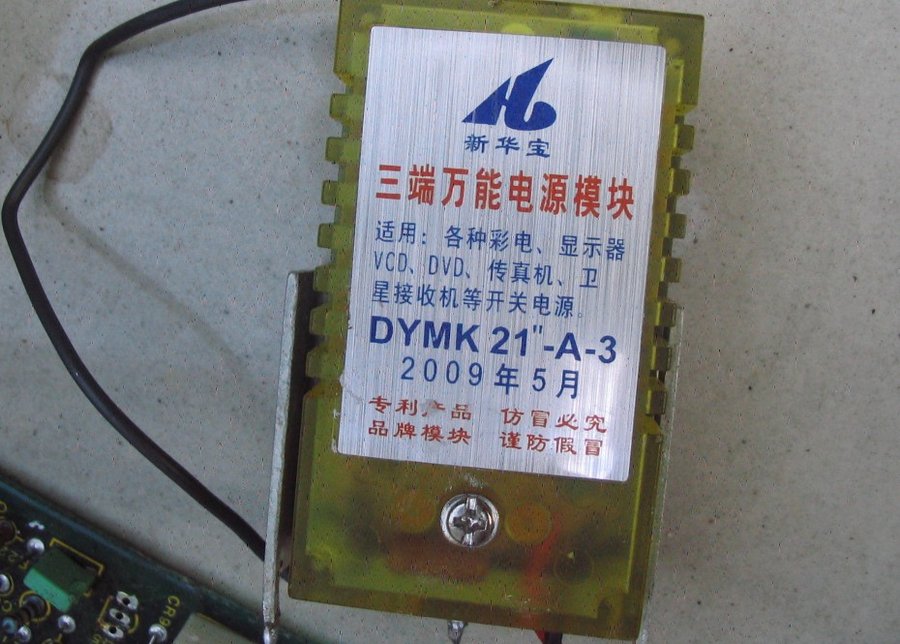 新华宝
三端万能电源模块
适用：各种彩电、显示器
VCD、DVD、传真机、卫
星接收机等开关电源。
DYMK 21"-A-3
2009年5月
专利产品 仿冒必究
品牌模块 谨防假冒